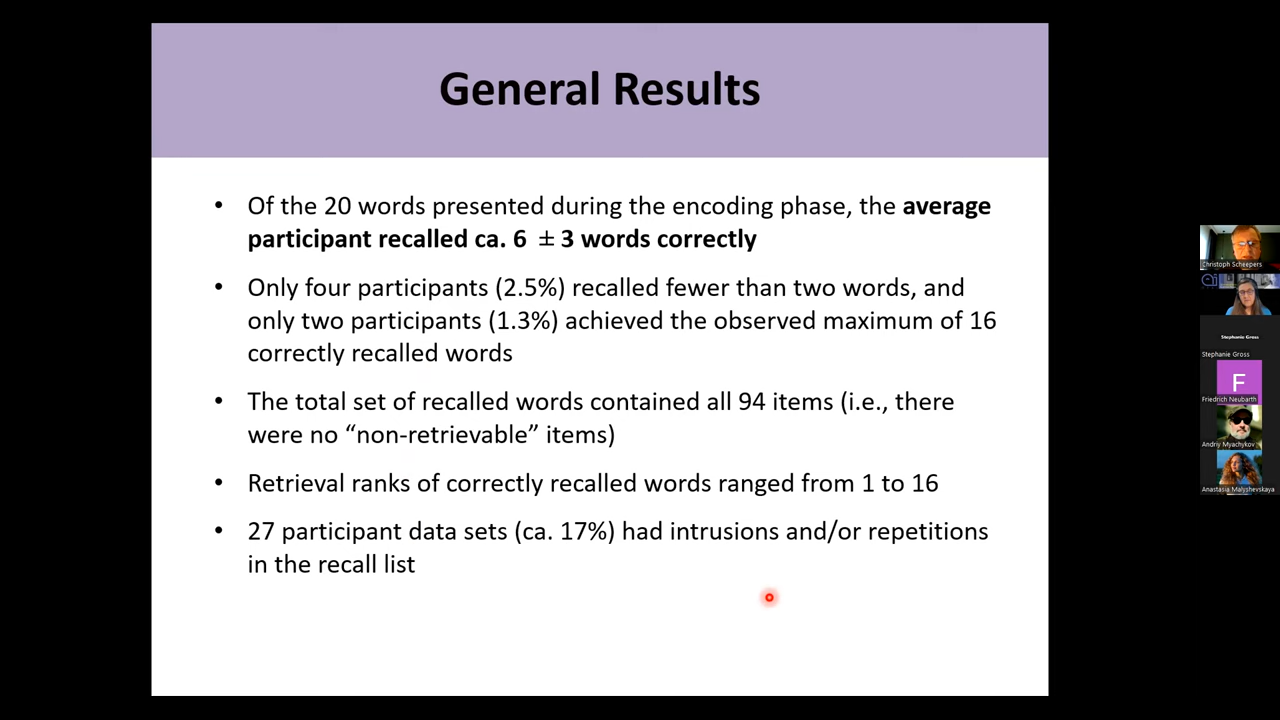 General Results
• Of the 20 words presented during the encoding phase, the average
participant recalled ca. 6 ± 3 words correctly
• Only four participants (2.5%) recalled fewer than two words, and
only two participants (1.3%) achieved the observed maximum of 16
correctly recalled words
• The total set of recalled words contained all 94 items (i.e., there
were no “non-retrievable” items)
• Retrieval ranks of correctly recalled words ranged from 1 to 16
• 27 participant data sets (ca. 17%) had intrusions and/or repetitions
in the recall list
Christoph Scheepers
Stephanie Gross
Stephanie Gross
F
Friedrich Neubarth
Andriy Myachykov
Anastasia Malyshevskaya